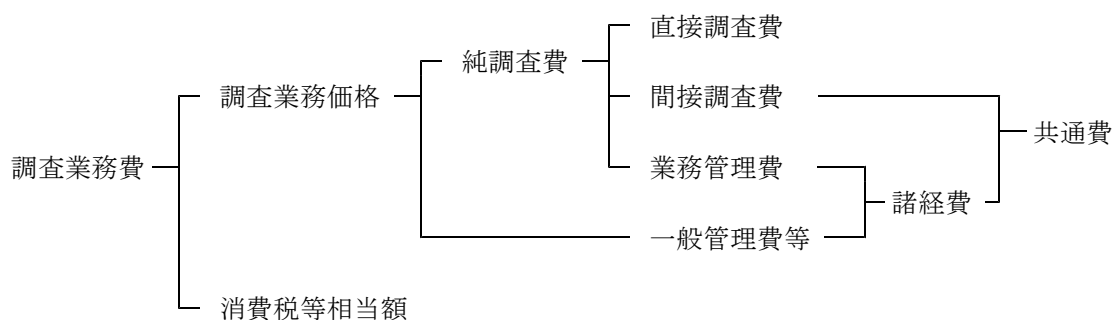 直接調査費
純調査費
調査業務価格
間接調査費
共通費
調査業務費
業務管理費
諸経費
一般管理費等
消費税等相当額